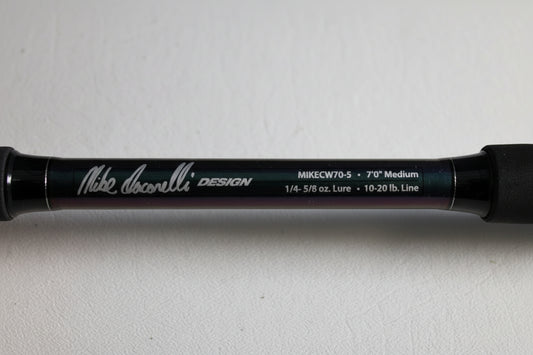 Mike Iaconelli DESIGN
MIKECW70-5 • 7'0" Medium
1/4- 5/8 oz. Lure • 10-20 lb. Line